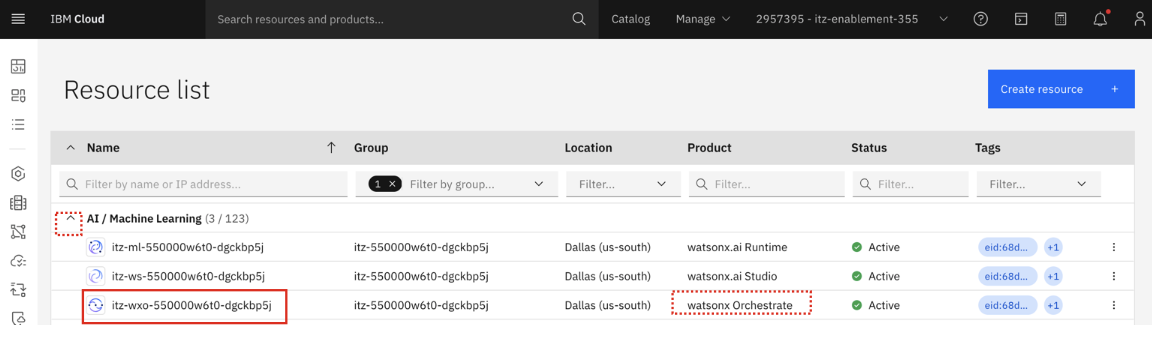 IBM Cloud Search resources and products... Catalog Manage 2957395 - itz-enablement-355
Resource list
Create resource +
Name Group Location Product Status Tags
Filter by name or IP address... 1 × Filter by group... Filter... Filter... Filter... Filter...
AI / Machine Learning (3 / 123)
itz-ml-550000w6t0-dgckbp5j itz-550000w6t0-dgckbp5j Dallas (us-south) watsonx.ai Runtime Active eid:68d... +1
itz-ws-550000w6t0-dgckbp5j itz-550000w6t0-dgckbp5j Dallas (us-south) watsonx.ai Studio Active eid:68d... +1
itz-wxo-550000w6t0-dgckbp5j itz-550000w6t0-dgckbp5j Dallas (us-south) watsonx Orchestrate Active eid:68d... +1